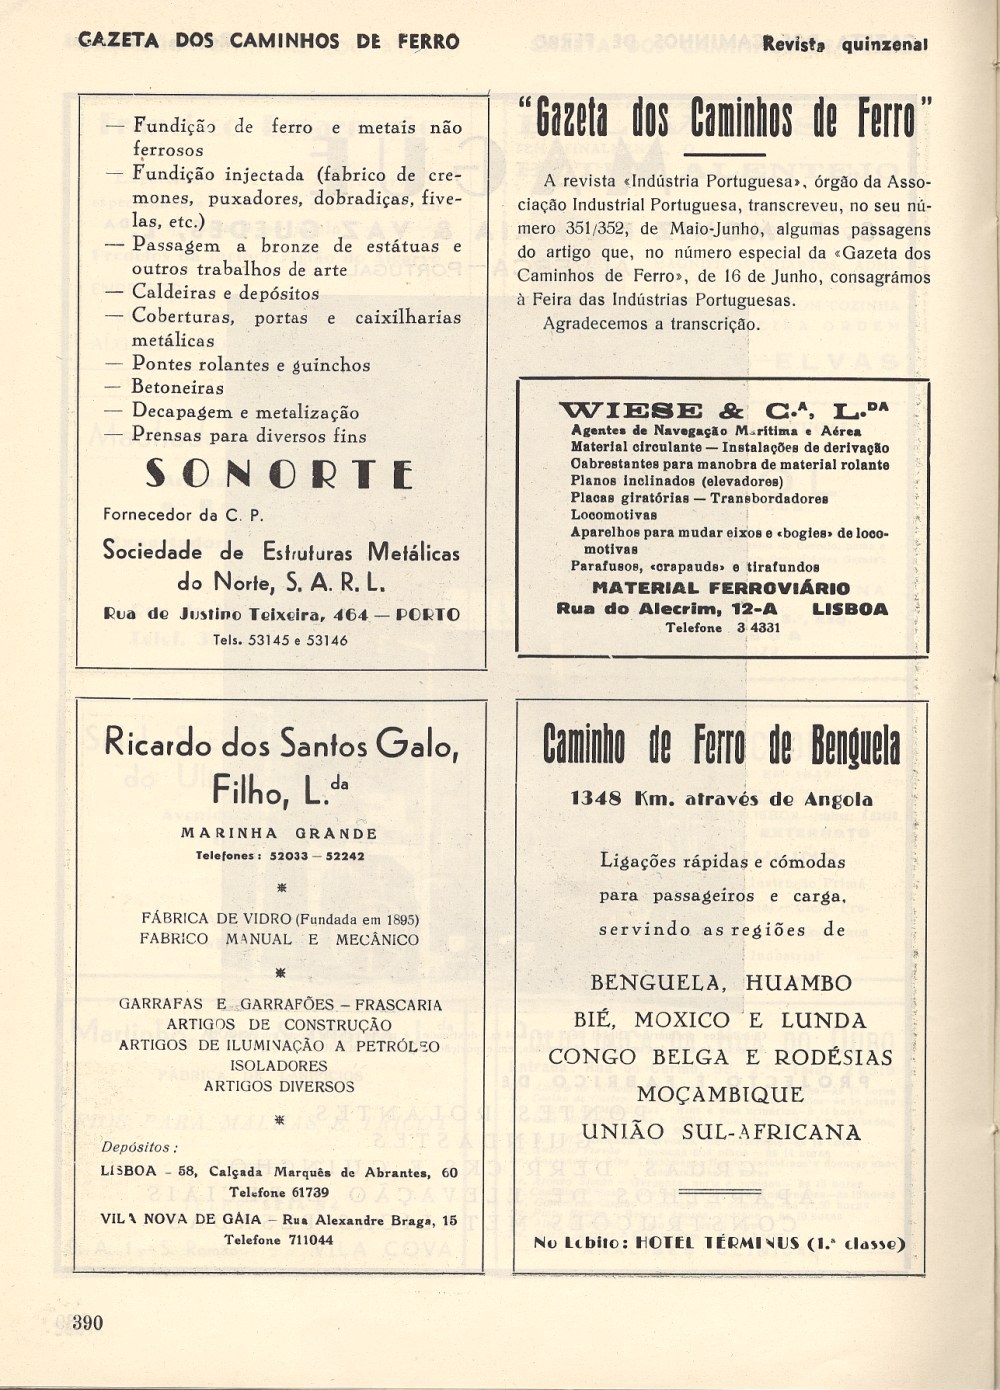 GAZETA DOS CAMINHOS DE FERRO
Revista quinzenal
— Fundição de ferro e metais não
ferrosos
— Fundição injectada (fabrico de cre-
mones, puxadores, dobradiças, five-
las, etc.)
— Passagem a bronze de estátuas e
outros trabalhos de arte
— Caldeiras e depósitos
— Coberturas, portas e caixilharias
metálicas
— Pontes rolantes e guinchos
— Betoneiras
— Decapagem e metalização
— Prensas para diversos fins
SONORTE
Fornecedor da C. P.
Sociedade de Estruturas Metálicas
do Norte, S. A. R. L.
Rua de Justino Teixeira, 464 — PORTO
Tels. 53145 e 53146
"Gazeta dos Caminhos de Ferro"
A revista «Indústria Portuguesa», órgão da Asso-
ciação Industrial Portuguesa, transcreveu, no seu nú-
mero 351/352, de Maio-Junho, algumas passagens
do artigo que, no número especial da «Gazeta dos
Caminhos de Ferro», de 16 de Junho, consagrámos
à Feira das Indústrias Portuguesas.
Agradecemos a transcrição.
WIESE & C.A, L.DA
Agentes de Navegação Marítima e Aérea
Material circulante — Instalações de derivação
Cabrestantes para manobra de material rolante
Planos inclinados (elevadores)
Placas giratórias — Transbordadores
Locomotivas
Aparelhos para mudar eixos e «bogies» de loco-
motivas
Parafusos, «crapauds» e tirafundos
MATERIAL FERROVIÁRIO
Rua do Alecrim, 12-A LISBOA
Telefone 3 4331
Ricardo dos Santos Galo,
Filho, L.da
MARINHA GRANDE
Telefones: 52033 — 52242
*
FÁBRICA DE VIDRO (Fundada em 1895)
FABRICO MANUAL E MECÂNICO
*
GARRAFAS E GARRAFÕES — FRASCARIA
ARTIGOS DE CONSTRUÇÃO
ARTIGOS DE ILUMINAÇÃO A PETRÓLEO
ISOLADORES
ARTIGOS DIVERSOS
*
Depósitos:
LISBOA — 58, Calçada Marquês de Abrantes, 60
Telefone 61739
VILA NOVA DE GAIA — Rua Alexandre Braga, 15
Telefone 711044
Caminho de Ferro de Benguela
1348 Km. através de Angola
Ligações rápidas e cómodas
para passageiros e carga,
servindo as regiões de
BENGUELA, HUAMBO
BIÉ, MOXICO E LUNDA
CONGO BELGA E RODÉSIAS
MOÇAMBIQUE
UNIÃO SUL-AFRICANA
No Lobito: HOTEL TÉRMINUS (1.ª classe)
390